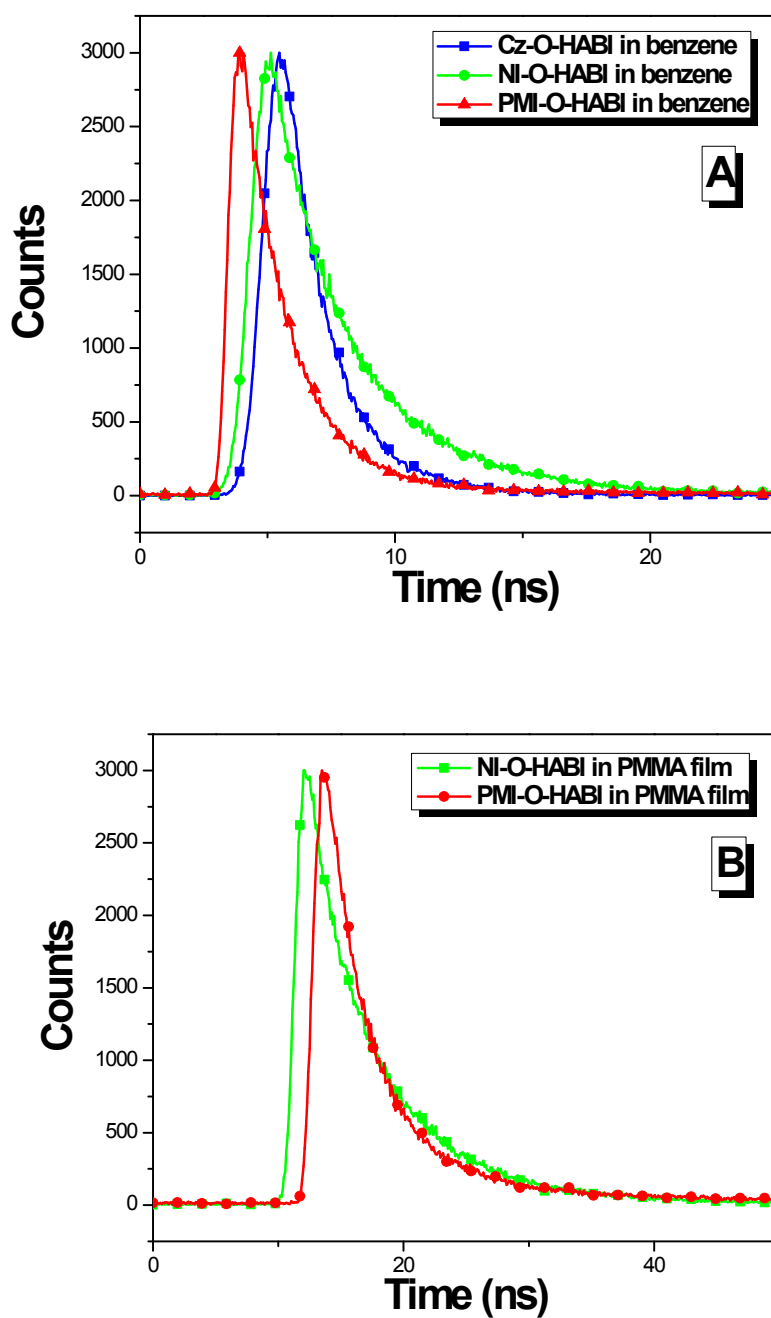 Cz-O-HABI in benzene
NI-O-HABI in benzene
PMI-O-HABI in benzene
A
Counts
3000
2500
2000
1500
1000
500
0
0
10
20
Time (ns)
NI-O-HABI in PMMA film
PMI-O-HABI in PMMA film
B
Counts
3000
2500
2000
1500
1000
500
0
0
20
40
Time (ns)